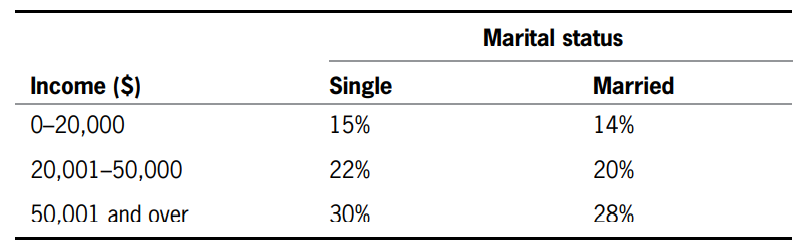 Marital status
Income ($) Single Married
0–20,000 15% 14%
20,001–50,000 22% 20%
50,001 and over 30% 28%